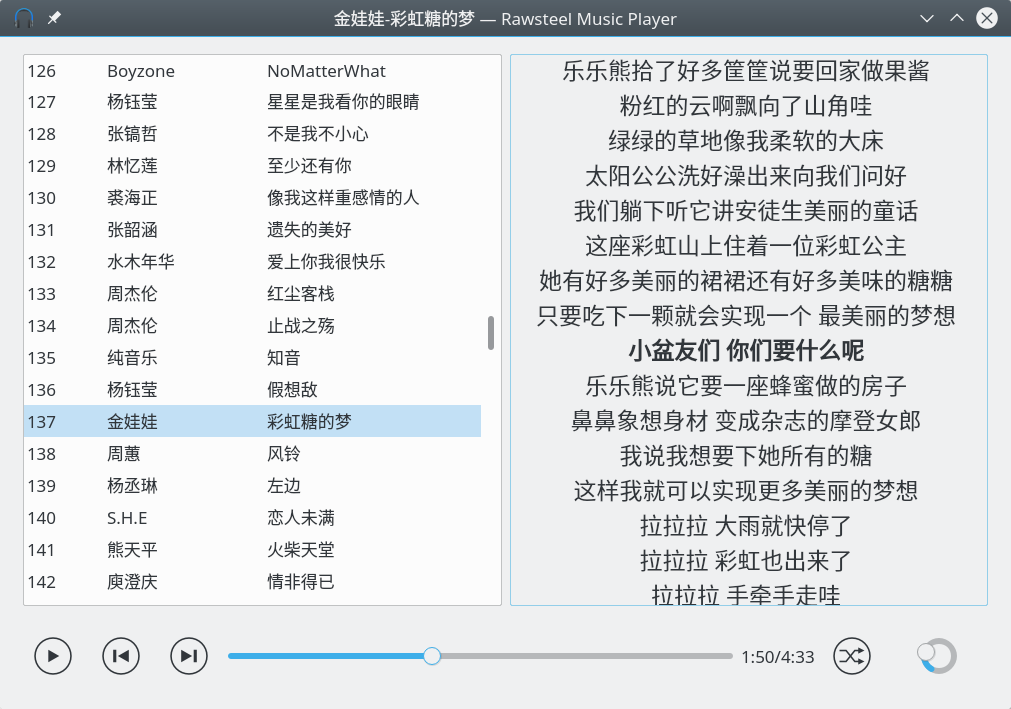 金娃娃-彩虹糖的梦 — Rawsteel Music Player
126 Boyzone NoMatterWhat
127 杨钰莹 星星是我看你的眼睛
128 张镐哲 不是我不小心
129 林忆莲 至少还有你
130 裘海正 像我这样重感情的人
131 张韶涵 遗失的美好
132 水木年华 爱上你我很快乐
133 周杰伦 红尘客栈
134 周杰伦 止战之殇
135 纯音乐 知音
136 杨钰莹 假想敌
137 金娃娃 彩虹糖的梦
138 周蕙 风铃
139 杨丞琳 左边
140 S.H.E 恋人未满
141 熊天平 火柴天堂
142 庾澄庆 情非得已
乐乐熊拾了好多筐筐说要回家做果酱
粉红的云啊飘向了山角哇
绿绿的草地像我柔软的大床
太阳公公洗好澡出来向我们问好
我们躺下听它讲安徒生美丽的童话
这座彩虹山上住着一位彩虹公主
她有好多美丽的裙裙还有好多美味的糖糖
只要吃下一颗就会实现一个 最美丽的梦想
小盆友们 你们要什么呢
乐乐熊说它要一座蜂蜜做的房子
鼻鼻象想身材 变成杂志的摩登女郎
我说我想要下她所有的糖
这样我就可以实现更多美丽的梦想
拉拉拉 大雨就快停了
拉拉拉 彩虹也出来了
拉拉拉 手牵手走哇
1:50/4:33